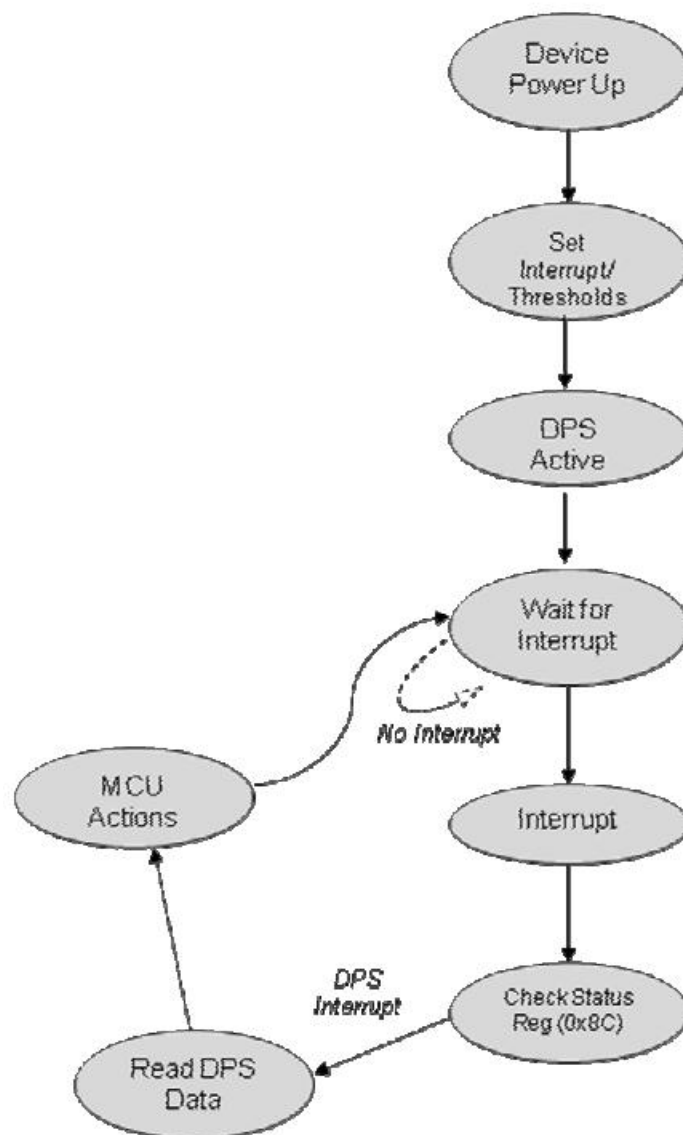 Device
Power Up
Set
Interrupt/
Thresholds
DPS
Active
Wait for
Interrupt
No Interrupt
MCU
Actions
Interrupt
DPS
Interrupt
Check Status
Reg (0x8C)
Read DPS
Data